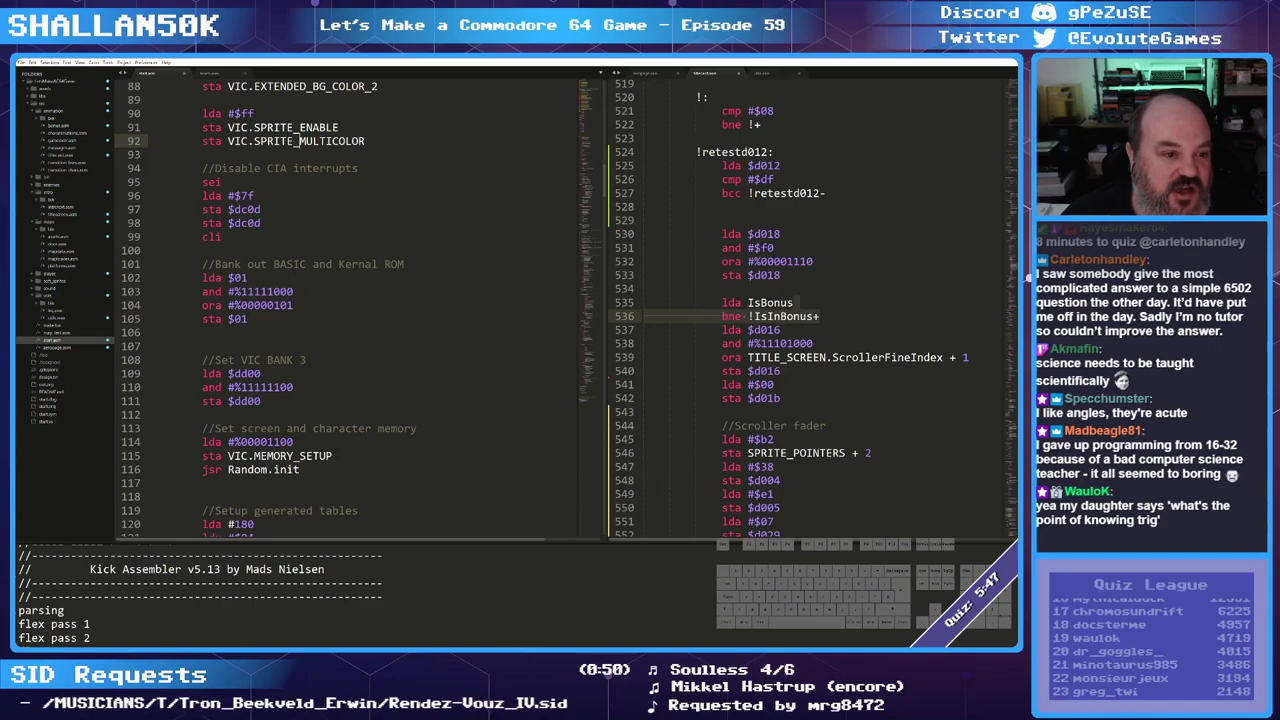 SHALLAN50K
Let's Make a Commodore 64 Game - Episode 59
Discord gPeZuSE
Twitter @EvoluteGames
88 sta VIC.EXTENDED_BG_COLOR_2
89
90 lda #$ff
91 sta VIC.SPRITE_ENABLE
92 sta VIC.SPRITE_MULTICOLOR
93
94 //Disable CIA interrupts
95 sei
96 lda #$7f
97 sta $dc0d
98 sta $dc0d
99 cli
100
101 //Bank out BASIC and Kernal ROM
102 lda $01
103 and #%11111000
104 ora #%00000101
105 sta $01
106
107
108 //Set VIC BANK 3
109 lda $dd00
110 and #%11111100
111 sta $dd00
112
113 //Set screen and character memory
114 lda #%00001100
115 sta VIC.MEMORY_SETUP
116 jsr Random.init
117
118
119 //Setup generated tables
120 lda #180
519
520 !:
521 cmp #$08
522 bne !+
523
524 !retestd012:
525 lda $d012
526 cmp #$df
527 bcc !retestd012-
528
529
530 lda $d018
531 and #$f0
532 ora #%00001110
533 sta $d018
534
535 lda IsBonus
536 bne !IsInBonus+
537 lda $d016
538 and #%11101000
539 ora TITLE_SCREEN.ScrollerFineIndex + 1
540 sta $d016
541 lda #$00
542 sta $d01b
543
544 //Scroller fader
545 lda #$b2
546 sta SPRITE_POINTERS + 2
547 lda #$38
548 sta $d004
549 lda #$e1
550 sta $d005
551 lda #$07
552 sta $d029
//------------------------------------------------------
// Kick Assembler v5.13 by Mads Nielsen
//------------------------------------------------------
parsing
flex pass 1
flex pass 2
Quiz: 5:47
Hayesmaker64:
8 minutes to quiz @carletonhandley
Carletonhandley:
I saw somebody give the most
complicated answer to a simple 6502
question the other day. It'd have put
me off in the day. Sadly I'm no tutor
so couldn't improve the answer.
Akmafin:
science needs to be taught
scientifically
Specchumster:
I like angles, they're acute
Madbeagle81:
I gave up programming from 16-32
because of a bad computer science
teacher - it all seemed to boring
WauloK:
yea my daughter says 'what's the
point of knowing trig'
Quiz League
17 chromosundrift 6225
18 docsterme 4957
19 waulok 4719
20 dr_goggles_ 4015
21 minotaurus985 3486
22 monsieurjeux 3194
23 greg_twi 2148
SID Requests
- /MUSICIANS/T/Tron_Beekveld_Erwin/Rendez-Vouz_IV.sid
(0:50) Soulless 4/6
Mikkel Hastrup (encore)
Requested by mrg8472